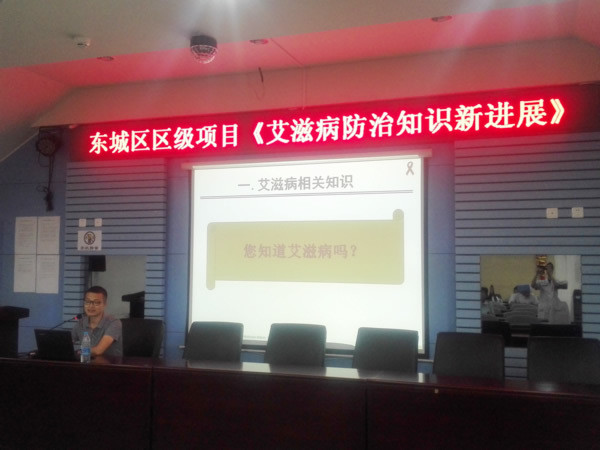 东城区区级项目《艾滋病防治知识新进展》
一.艾滋病相关知识
您知道艾滋病吗？